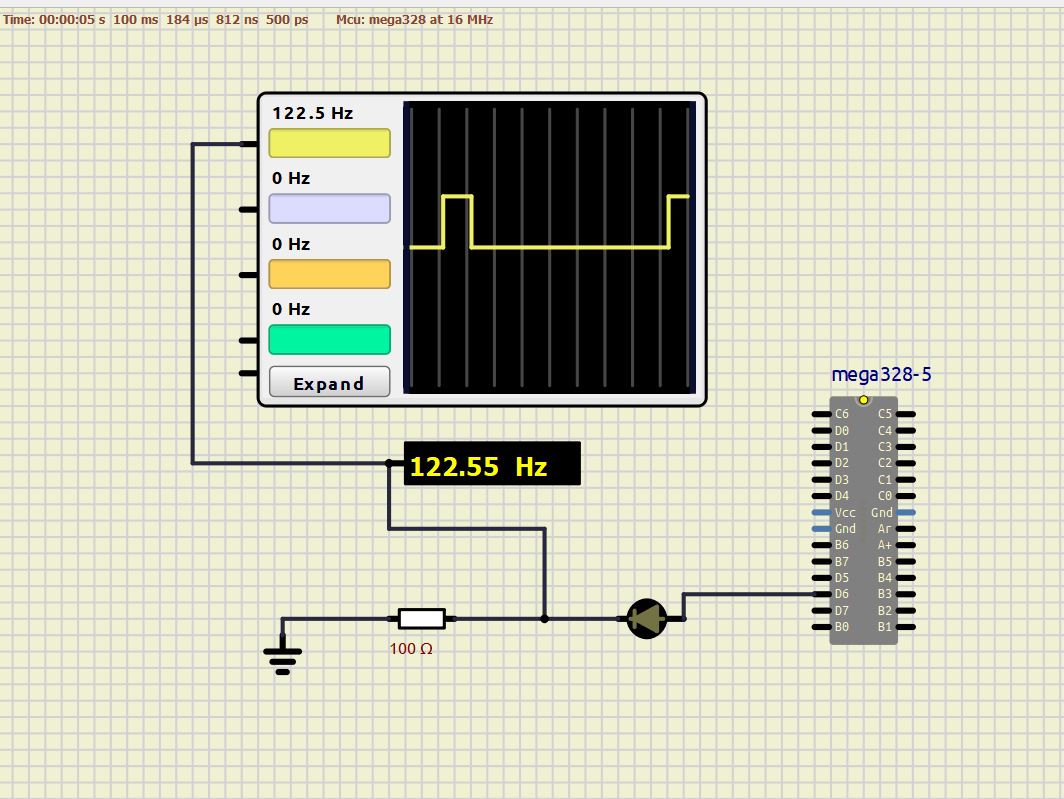 Time: 00:00:05 s 100 ms 184 µs 812 ns 500 ps Mcu: mega328 at 16 MHz
122.5 Hz
0 Hz
0 Hz
0 Hz
Expand
122.55 Hz
100 Ω
mega328-5
C6 C5
D0 C4
D1 C3
D2 C2
D3 C1
D4 C0
Vcc Gnd
Gnd Ar
B6 A+
B7 B5
D5 B4
D6 B3
D7 B2
B0 B1